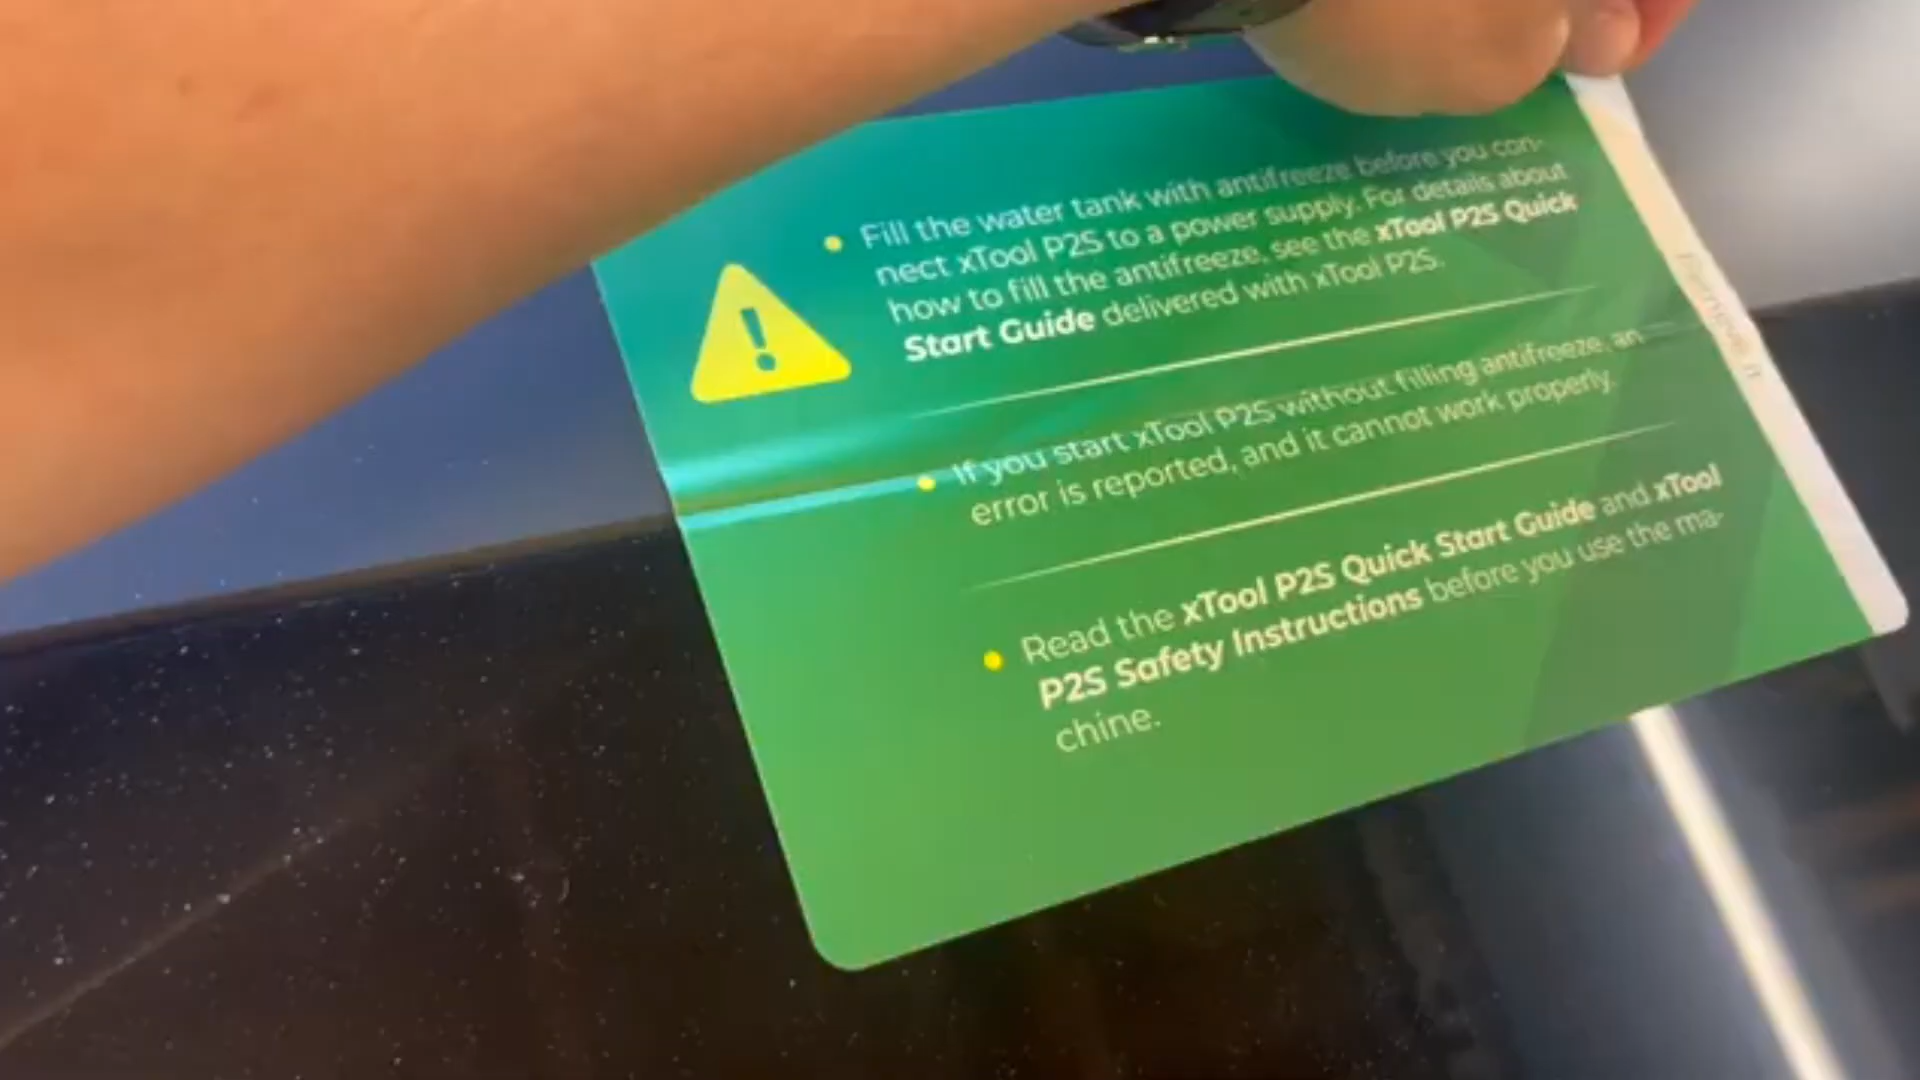 Fill the water tank with antifreeze before you con-
nect xTool P2S to a power supply. For details about
how to fill the antifreeze, see the xTool P2S Quick
Start Guide delivered with xTool P2S.
If you start xTool P2S without filling antifreeze, an
error is reported, and it cannot work properly.
Read the xTool P2S Quick Start Guide and xTool
P2S Safety Instructions before you use the ma-
chine.
Remove it